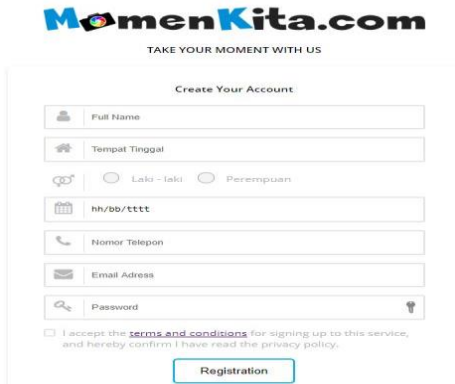 MomenKita.com
TAKE YOUR MOMENT WITH US
Create Your Account
Full Name
Tempat Tinggal
Laki - laki Perempuan
hh/bb/tttt
Nomor Telepon
Email Adress
Password
I accept the terms and conditions for signing up to this service,
and hereby confirm I have read the privacy policy.
Registration